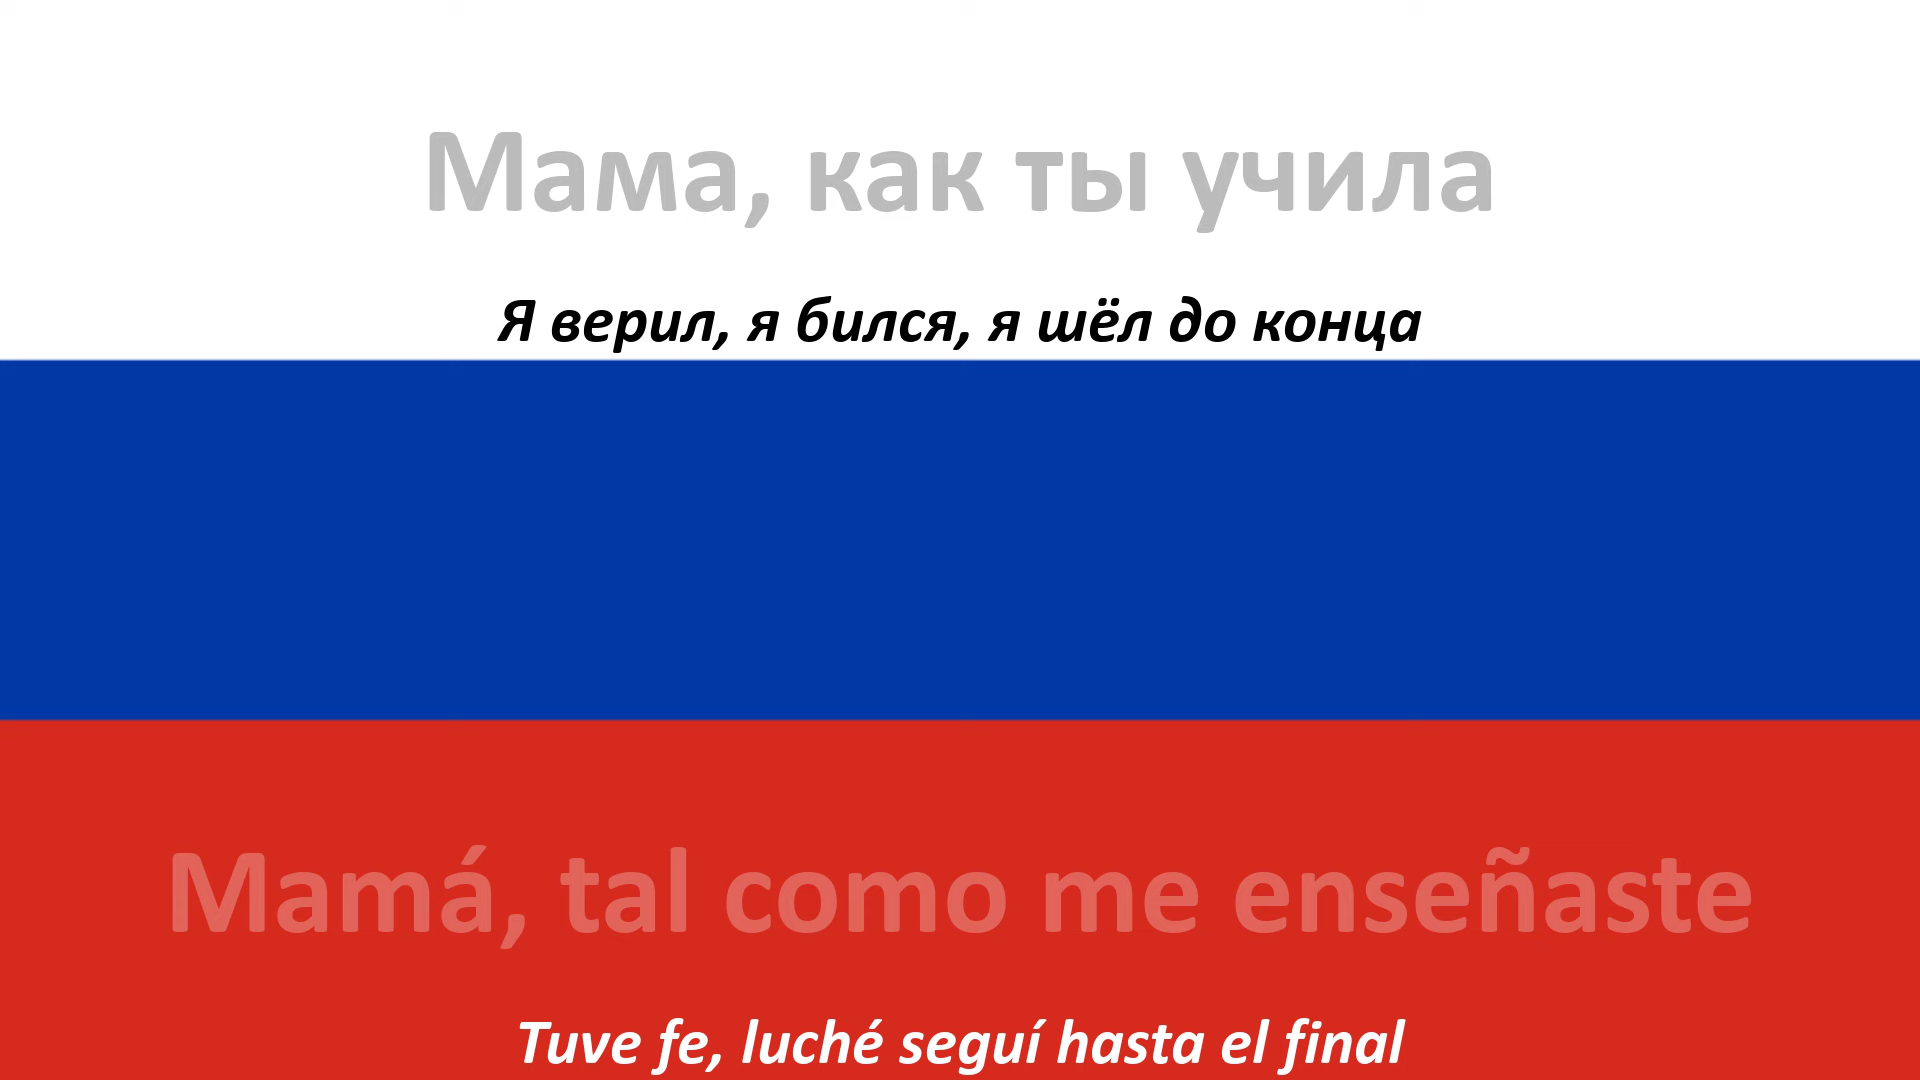 Мама, как ты учила
Я верил, я бился, я шёл до конца
Mamá, tal como me enseñaste
Tuve fe, luché seguí hasta el final